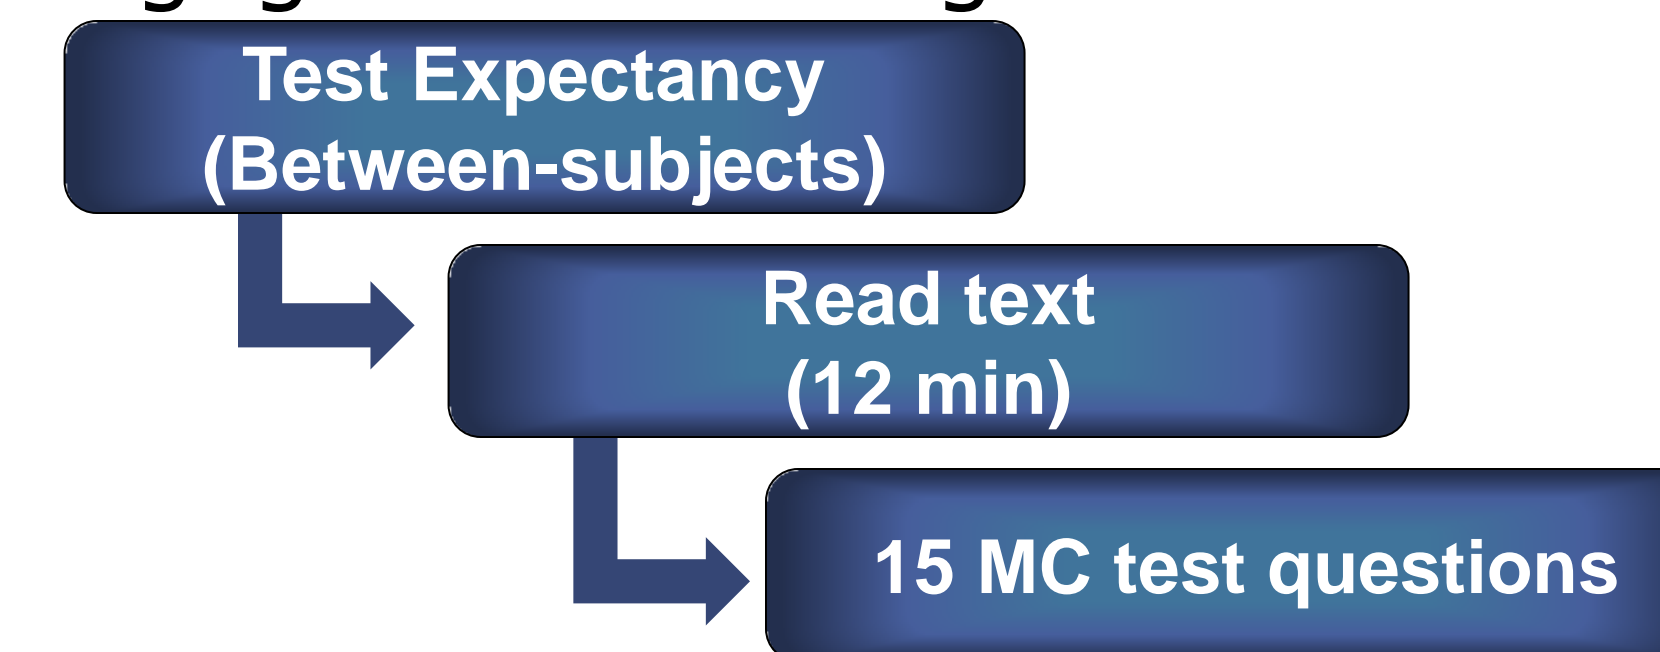 Test Expectancy
(Between-subjects)
Read text
(12 min)
15 MC test questions